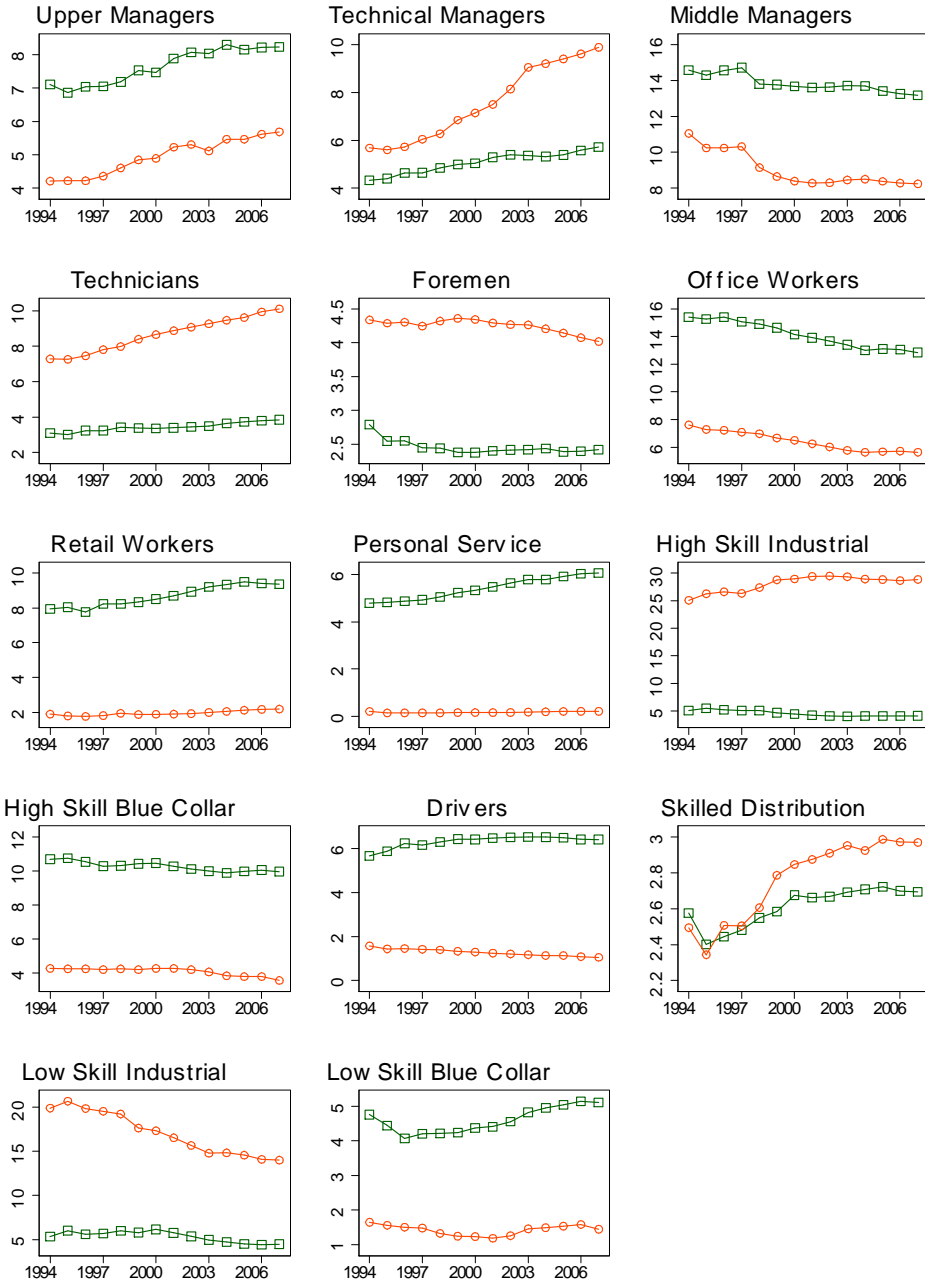 Upper Managers
4 5 6 7 8
1994 1997 2000 2003 2006
Technical Managers
4 6 8 10
1994 1997 2000 2003 2006
Middle Managers
8 10 12 14 16
1994 1997 2000 2003 2006
Technicians
2 4 6 8 10
1994 1997 2000 2003 2006
Foremen
2.5 3 3.5 4 4.5
1994 1997 2000 2003 2006
Office Workers
6 8 10 12 14 16
1994 1997 2000 2003 2006
Retail Workers
2 4 6 8 10
1994 1997 2000 2003 2006
Personal Service
0 2 4 6
1994 1997 2000 2003 2006
High Skill Industrial
5 10 15 20 25 30
1994 1997 2000 2003 2006
High Skill Blue Collar
4 6 8 10 12
1994 1997 2000 2003 2006
Drivers
0 2 4 6
1994 1997 2000 2003 2006
Skilled Distribution
2.2 2.4 2.6 2.8 3
1994 1997 2000 2003 2006
Low Skill Industrial
5 10 15 20
1994 1997 2000 2003 2006
Low Skill Blue Collar
1 2 3 4 5
1994 1997 2000 2003 2006